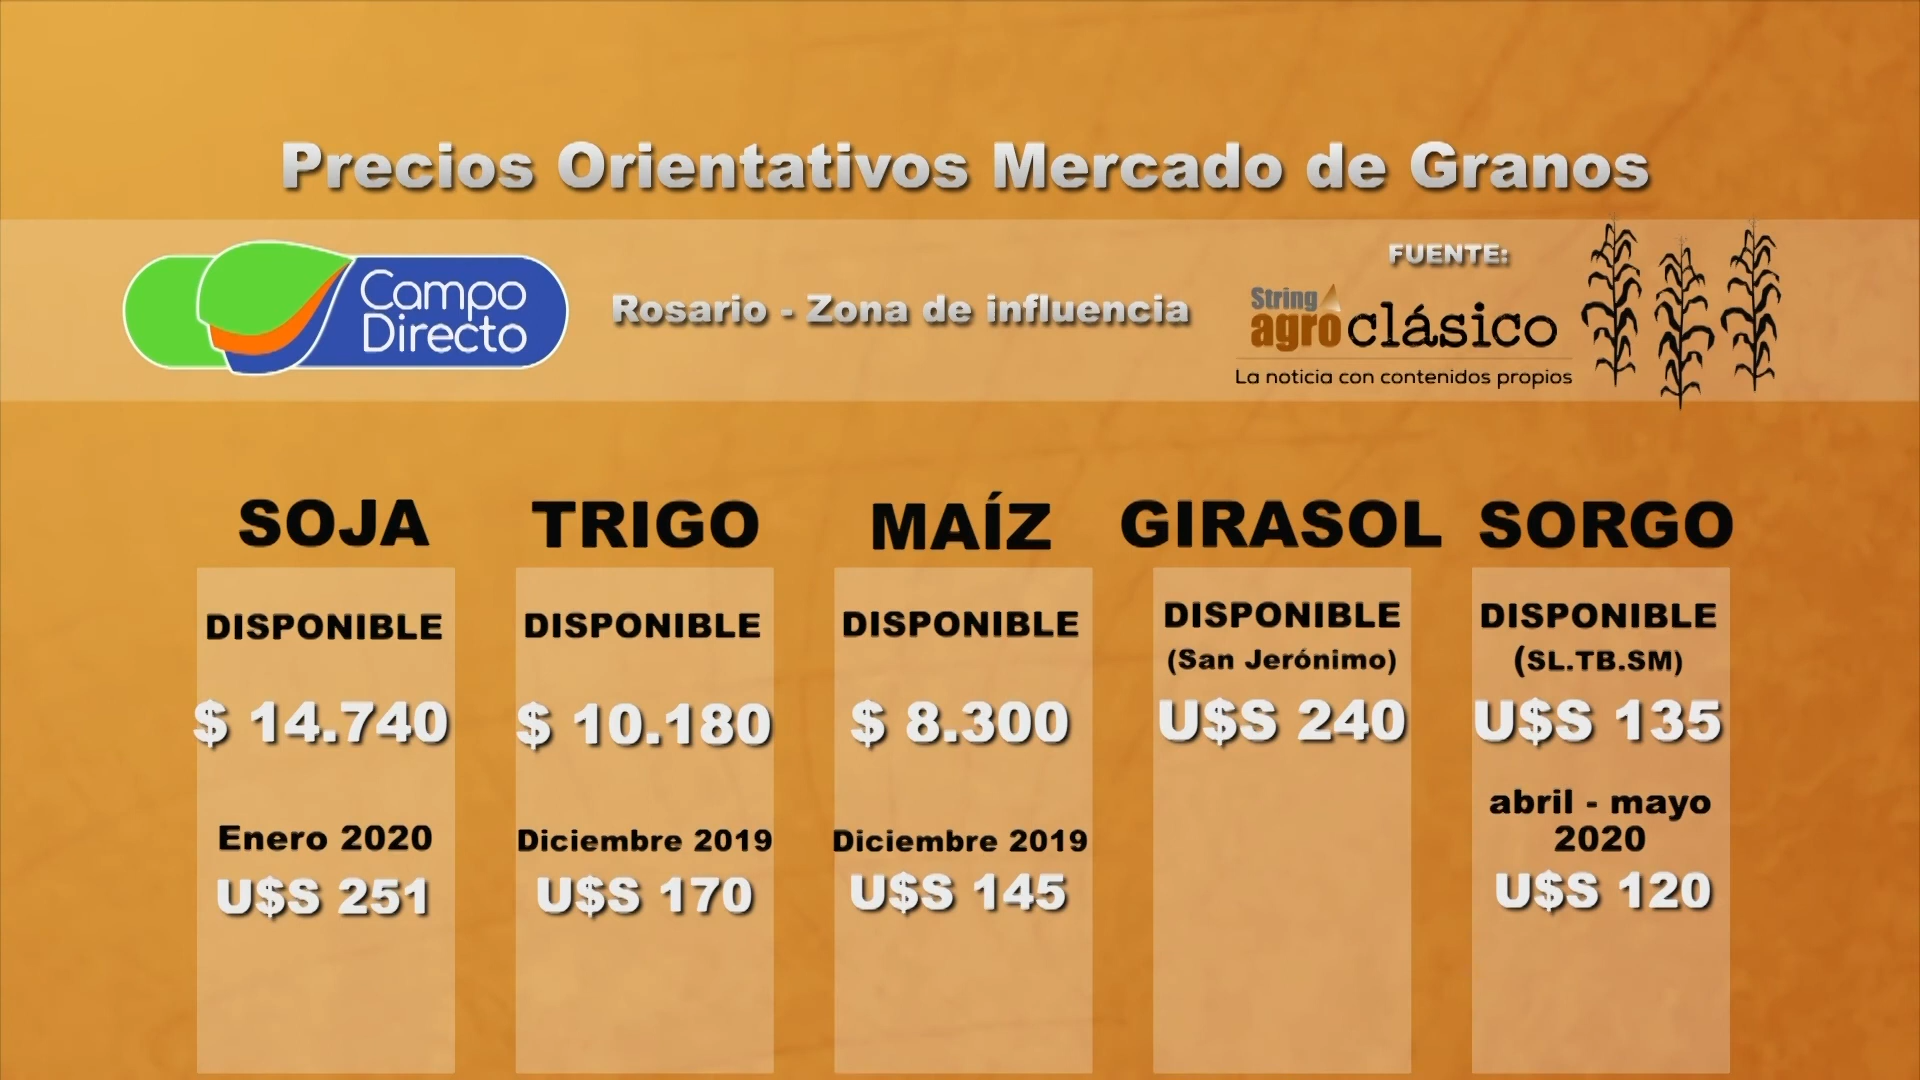 Precios Orientativos Mercado de Granos
Campo
Directo
Rosario - Zona de influencia
FUENTE:
String
agro clásico
La noticia con contenidos propios
SOJA
DISPONIBLE
$ 14.740
Enero 2020
U$S 251
TRIGO
DISPONIBLE
$ 10.180
Diciembre 2019
U$S 170
MAÍZ
DISPONIBLE
$ 8.300
Diciembre 2019
U$S 145
GIRASOL
DISPONIBLE
(San Jerónimo)
U$S 240
SORGO
DISPONIBLE
(SL.TB.SM)
U$S 135
abril - mayo
2020
U$S 120